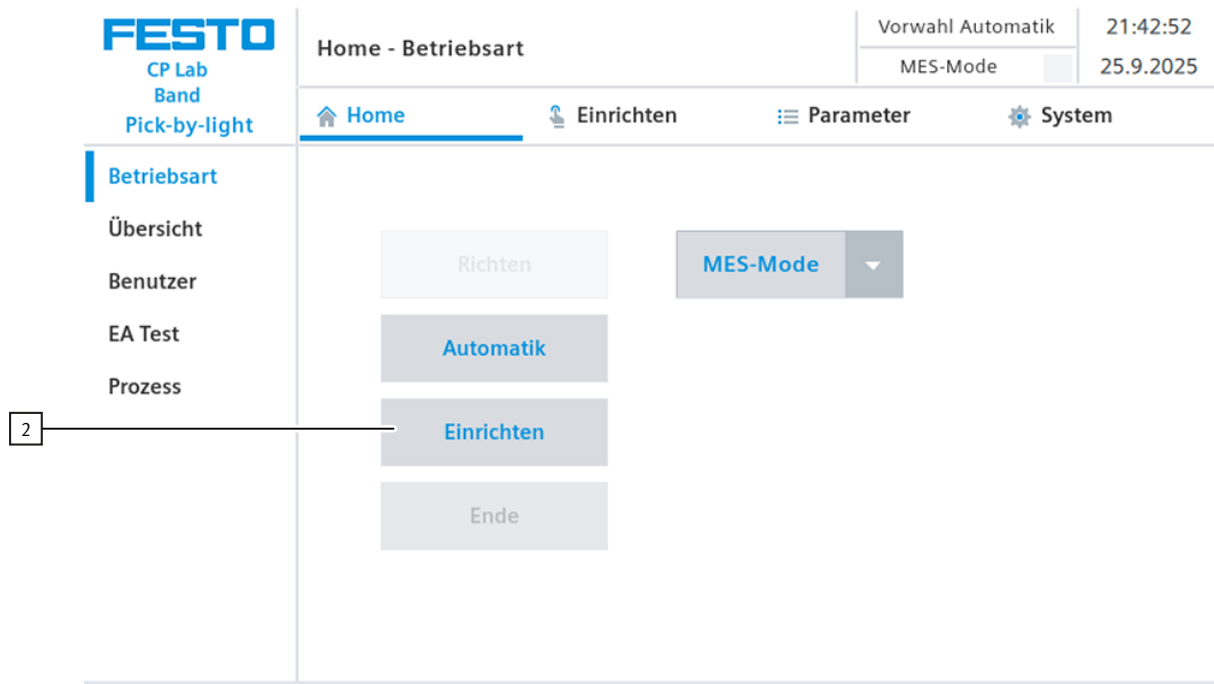 FESTO
CP Lab
Band
Pick-by-light
Home - Betriebsart
Vorwahl Automatik
MES-Mode
21:42:52
25.9.2025
Home
Einrichten
Parameter
System
Betriebsart
Übersicht
Benutzer
EA Test
Prozess
Richten
MES-Mode
Automatik
2
Einrichten
Ende